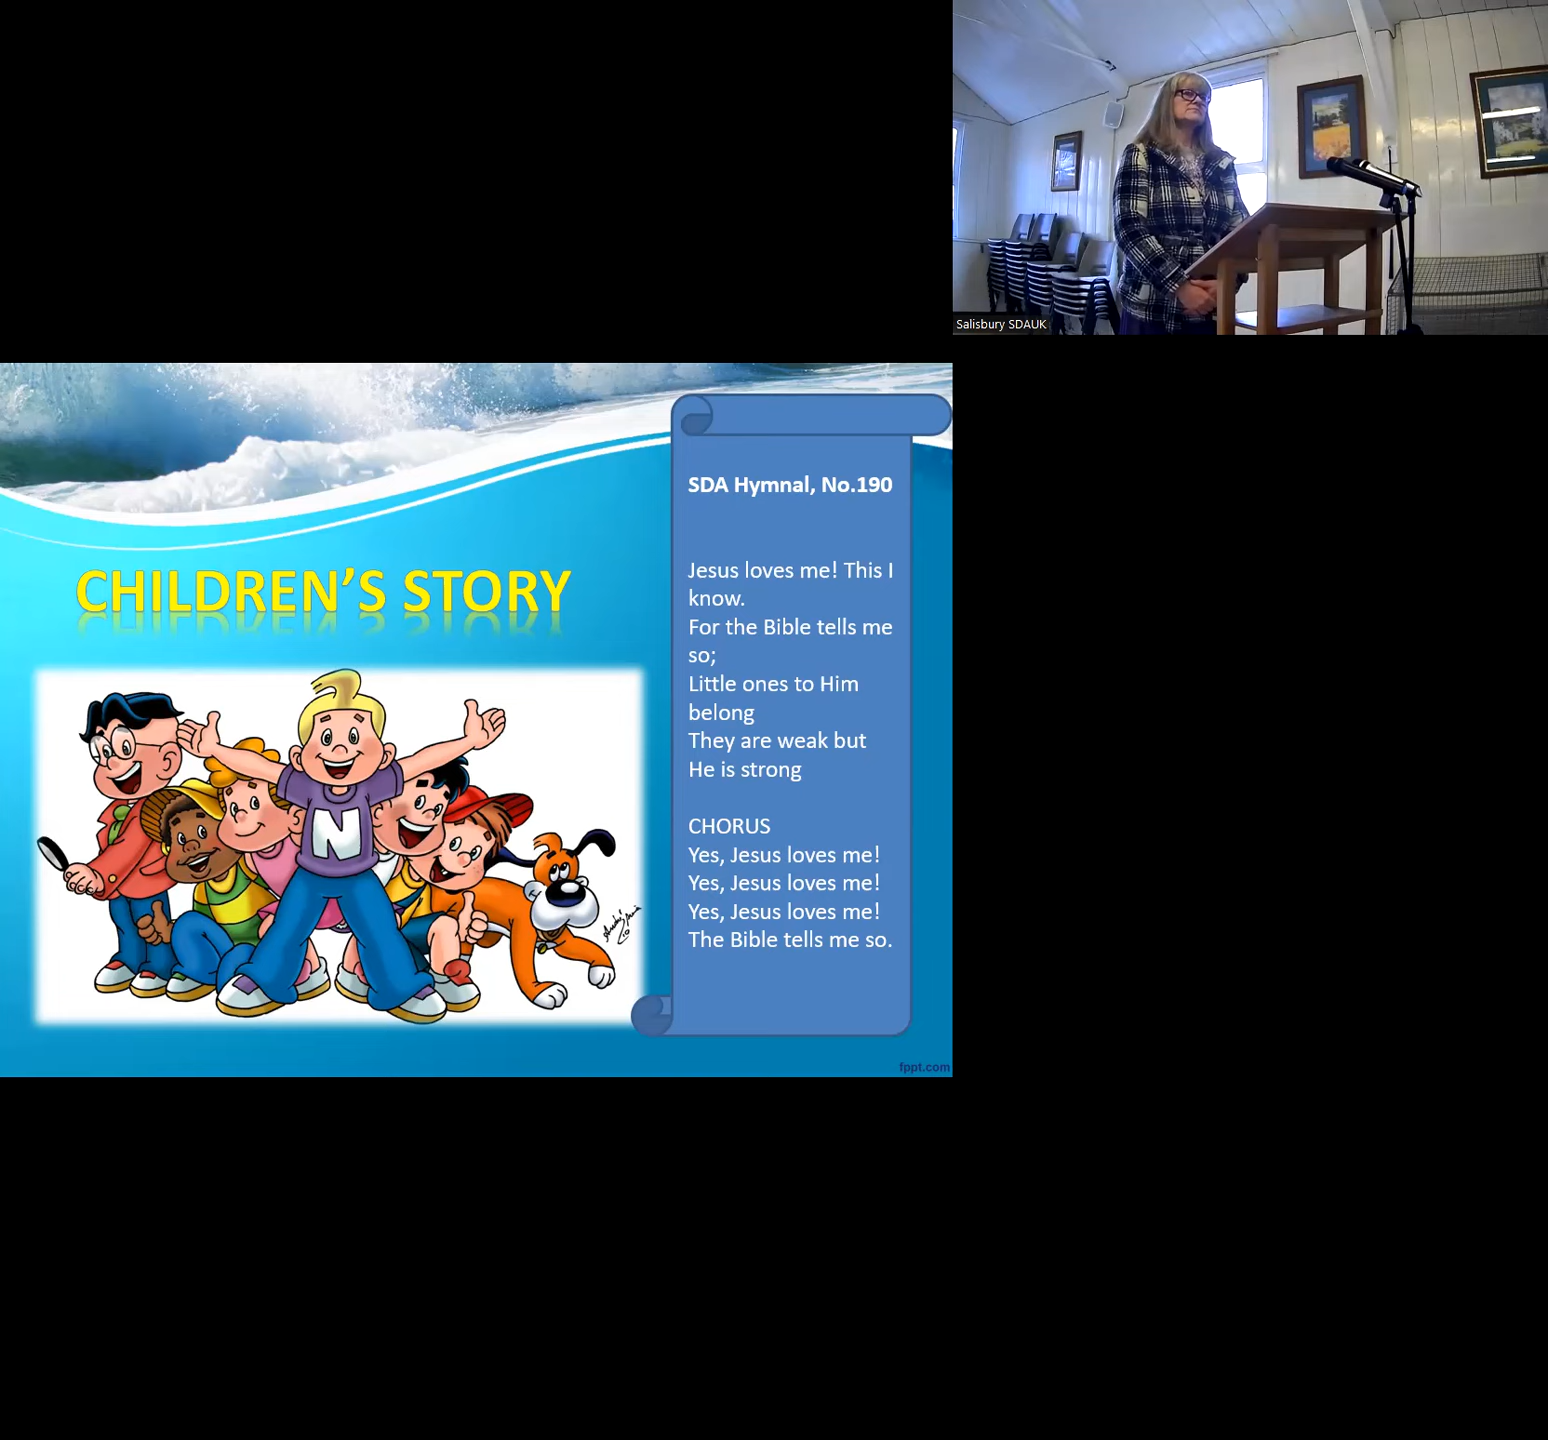 Salisbury SDAUK
SDA Hymnal, No.190
CHILDREN'S STORY
Jesus loves me! This I
know.
For the Bible tells me
so;
Little ones to Him
belong
They are weak but
He is strong
CHORUS
Yes, Jesus loves me!
Yes, Jesus loves me!
Yes, Jesus loves me!
The Bible tells me so.
N
fppt.com